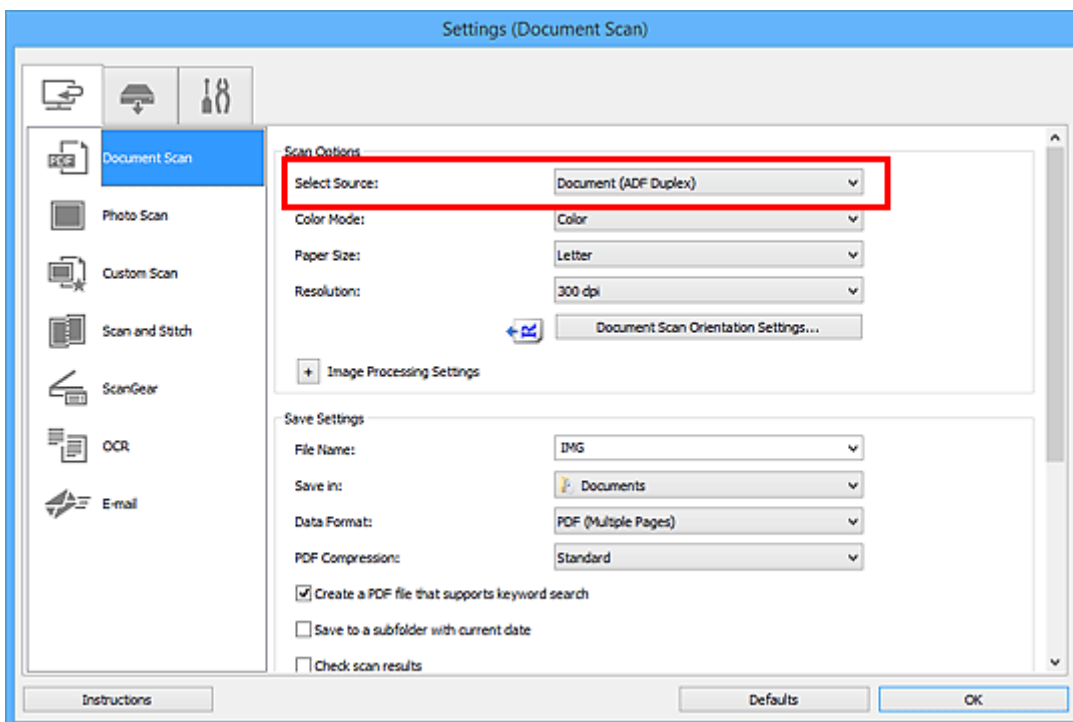 Settings (Document Scan)
PDF
Document Scan
Photo Scan
Custom Scan
Scan and Stitch
ScanGear
OCR
E-mail
Scan Options
Select Source: Document (ADF Duplex)
Color Mode: Color
Paper Size: Letter
Resolution: 300 dpi
R Document Scan Orientation Settings...
+ Image Processing Settings
Save Settings
File Name: IMG
Save in: Documents
Data Format: PDF (Multiple Pages)
PDF Compression: Standard
Create a PDF file that supports keyword search
Save to a subfolder with current date
Check scan results
Instructions Defaults OK